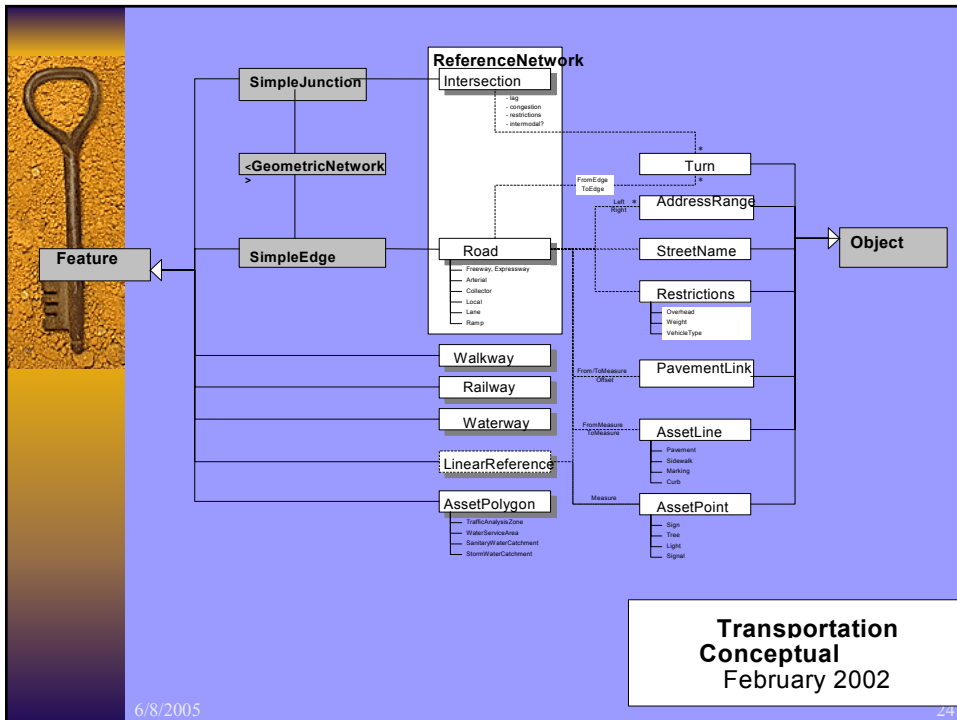 ReferenceNetwork
SimpleJunction
Intersection
- lag
- congestion
- restrictions
- intermodal?
<GeometricNetwork
>
*
Turn
*
FromEdge
ToEdge
Left *
Right
AddressRange
Feature
SimpleEdge
Road
Freeway, Expressway
Arterial
Collector
Local
Lane
Ramp
StreetName
Object
Restrictions
Overhead
Weight
VehicleType
Walkway
Railway
Waterway
LinearReference
AssetPolygon
TrafficAnalysisZone
WaterServiceArea
SanitaryWaterCatchment
StormWaterCatchment
From/ToMeasure
Offset
PavementLink
FromMeasure
ToMeasure
AssetLine
Pavement
Sidewalk
Marking
Curb
Measure
AssetPoint
Sign
Tree
Light
Signal
Transportation
Conceptual
February 2002
6/8/2005
24